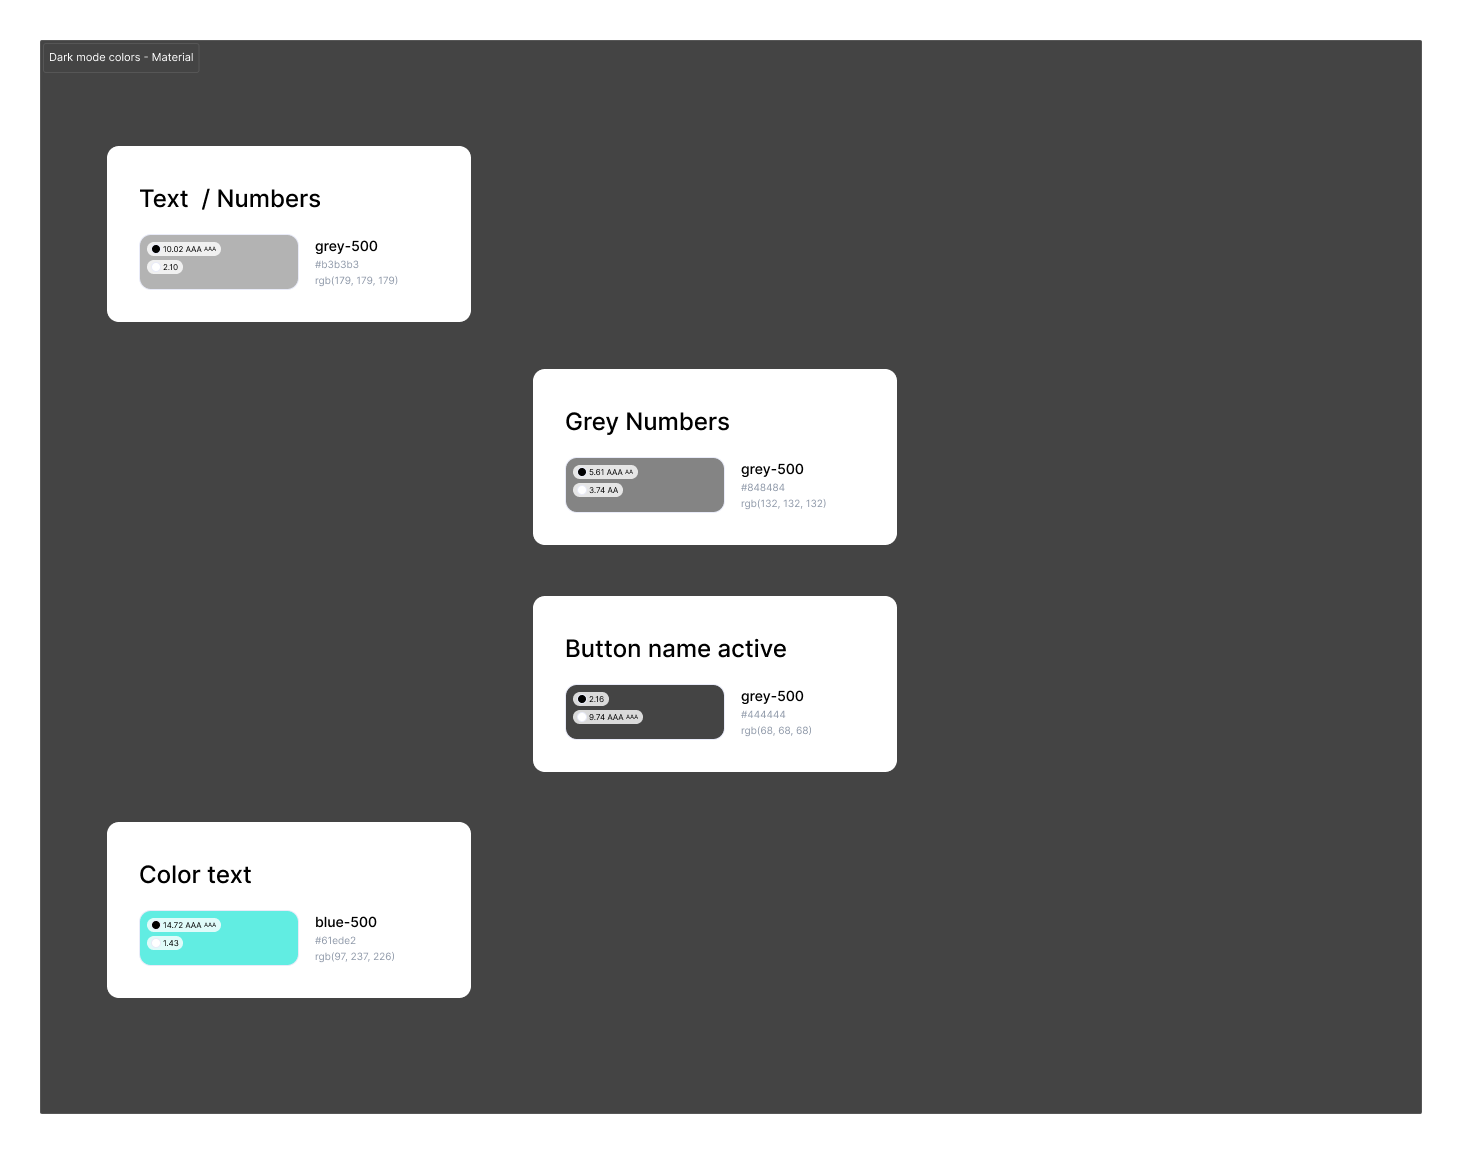 Dark mode colors - Material
Text / Numbers
10.02 AAA AAA
2.10
grey-500
#b3b3b3
rgb(179, 179, 179)
Grey Numbers
5.61 AAA AA
3.74 AA
grey-500
#848484
rgb(132, 132, 132)
Button name active
2.16
9.74 AAA AAA
grey-500
#444444
rgb(68, 68, 68)
Color text
14.72 AAA AAA
1.43
blue-500
#61ede2
rgb(97, 237, 226)